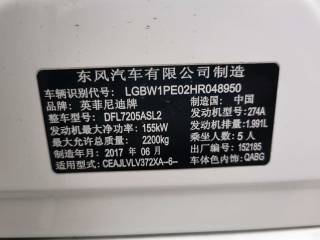 东风汽车有限公司制造
车辆识别代号: LGBW1PE02HR048950
品牌: 英菲尼迪牌 制造国: 中国
整车型号: DFL7205ASL2 发动机型号: 274A
发动机最大净功率: 155kW 发动机排量: 1.991L
最大允许总质量: 2200kg 乘坐人数: 5 人
制造年月: 2017 年 06 月 出厂编号: 152185
适用型式: CEAJLVLV372XA-6-- 车体色内饰: QABG